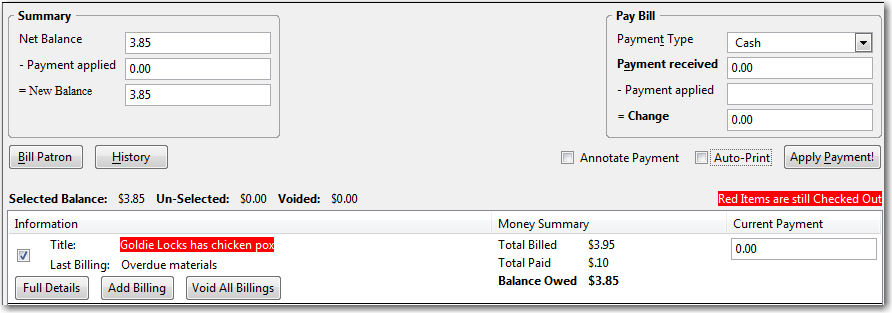 Summary
Net Balance 3.85
- Payment applied 0.00
= New Balance 3.85
Pay Bill
Payment Type Cash
Payment received 0.00
- Payment applied
= Change 0.00
Bill Patron History Annotate Payment Auto-Print Apply Payment!
Selected Balance: $3.85 Un-Selected: $0.00 Voided: $0.00 Red Items are still Checked Out
Information Money Summary Current Payment
Title: Goldie Locks has chicken pox Total Billed $3.95 0.00
Last Billing: Overdue materials Total Paid $.10
Balance Owed $3.85
Full Details Add Billing Void All Billings